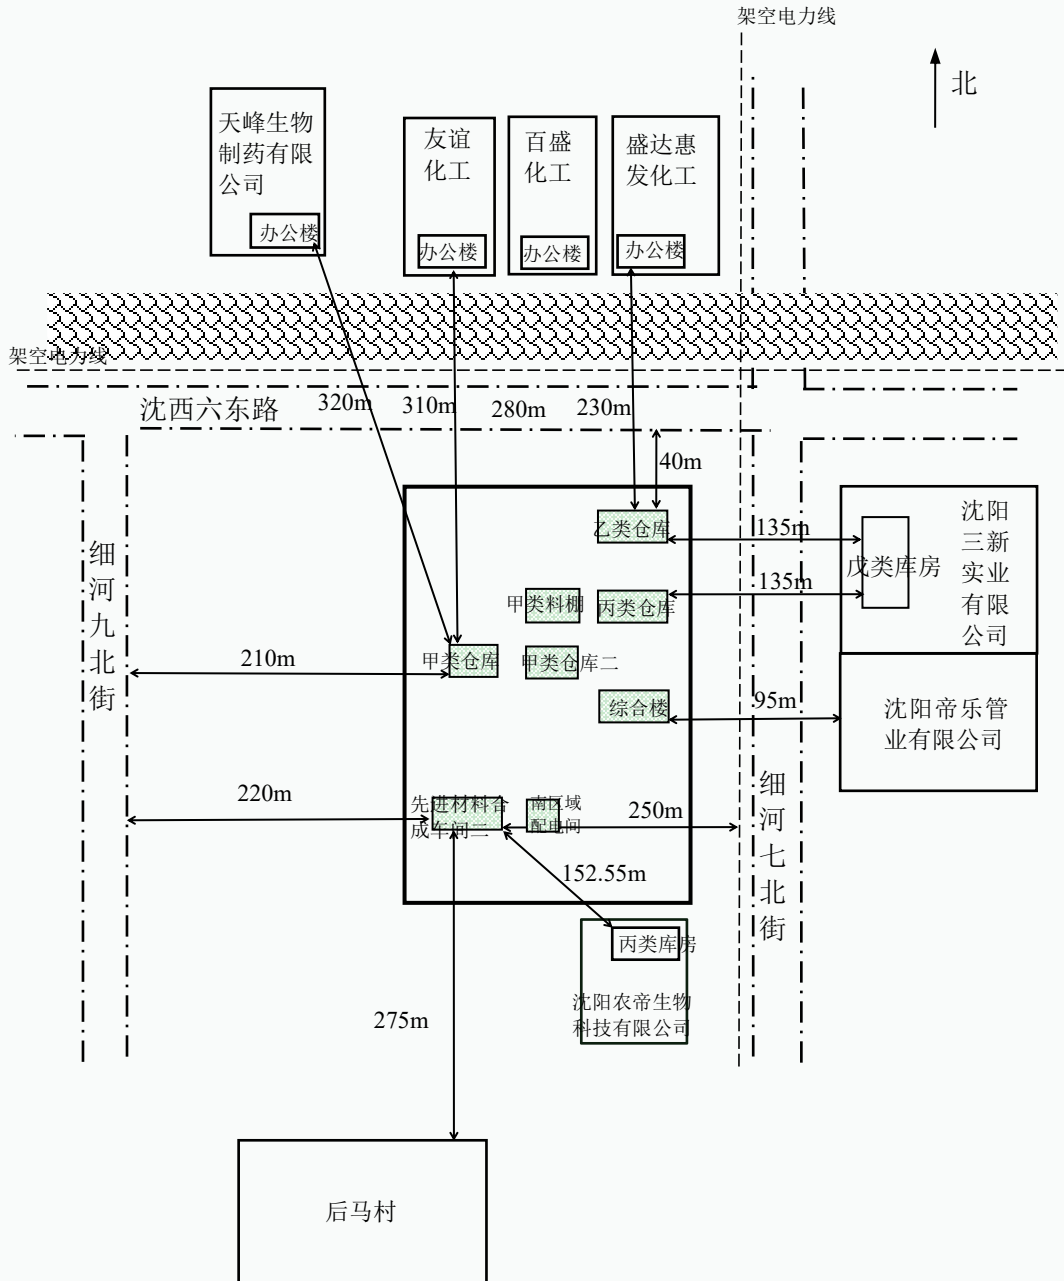 架空电力线
北
天峰生物
制药有限
公司
办公楼
友谊
化工
办公楼
百盛
化工
办公楼
盛达惠
发化工
办公楼
架空电力线
沈西六东路
320m
310m
280m
230m
40m
乙类仓库
135m
戊类库房
沈阳
三新
实业
有限
公司
甲类料棚
丙类仓库
135m
细河九北街
210m
甲类仓库
甲类仓库二
综合楼
95m
沈阳帝乐管
业有限公司
220m
先进材料合
成车间二
南区域
配电间
250m
细河七北街
152.55m
丙类库房
沈阳农帝生物
科技有限公司
275m
后马村